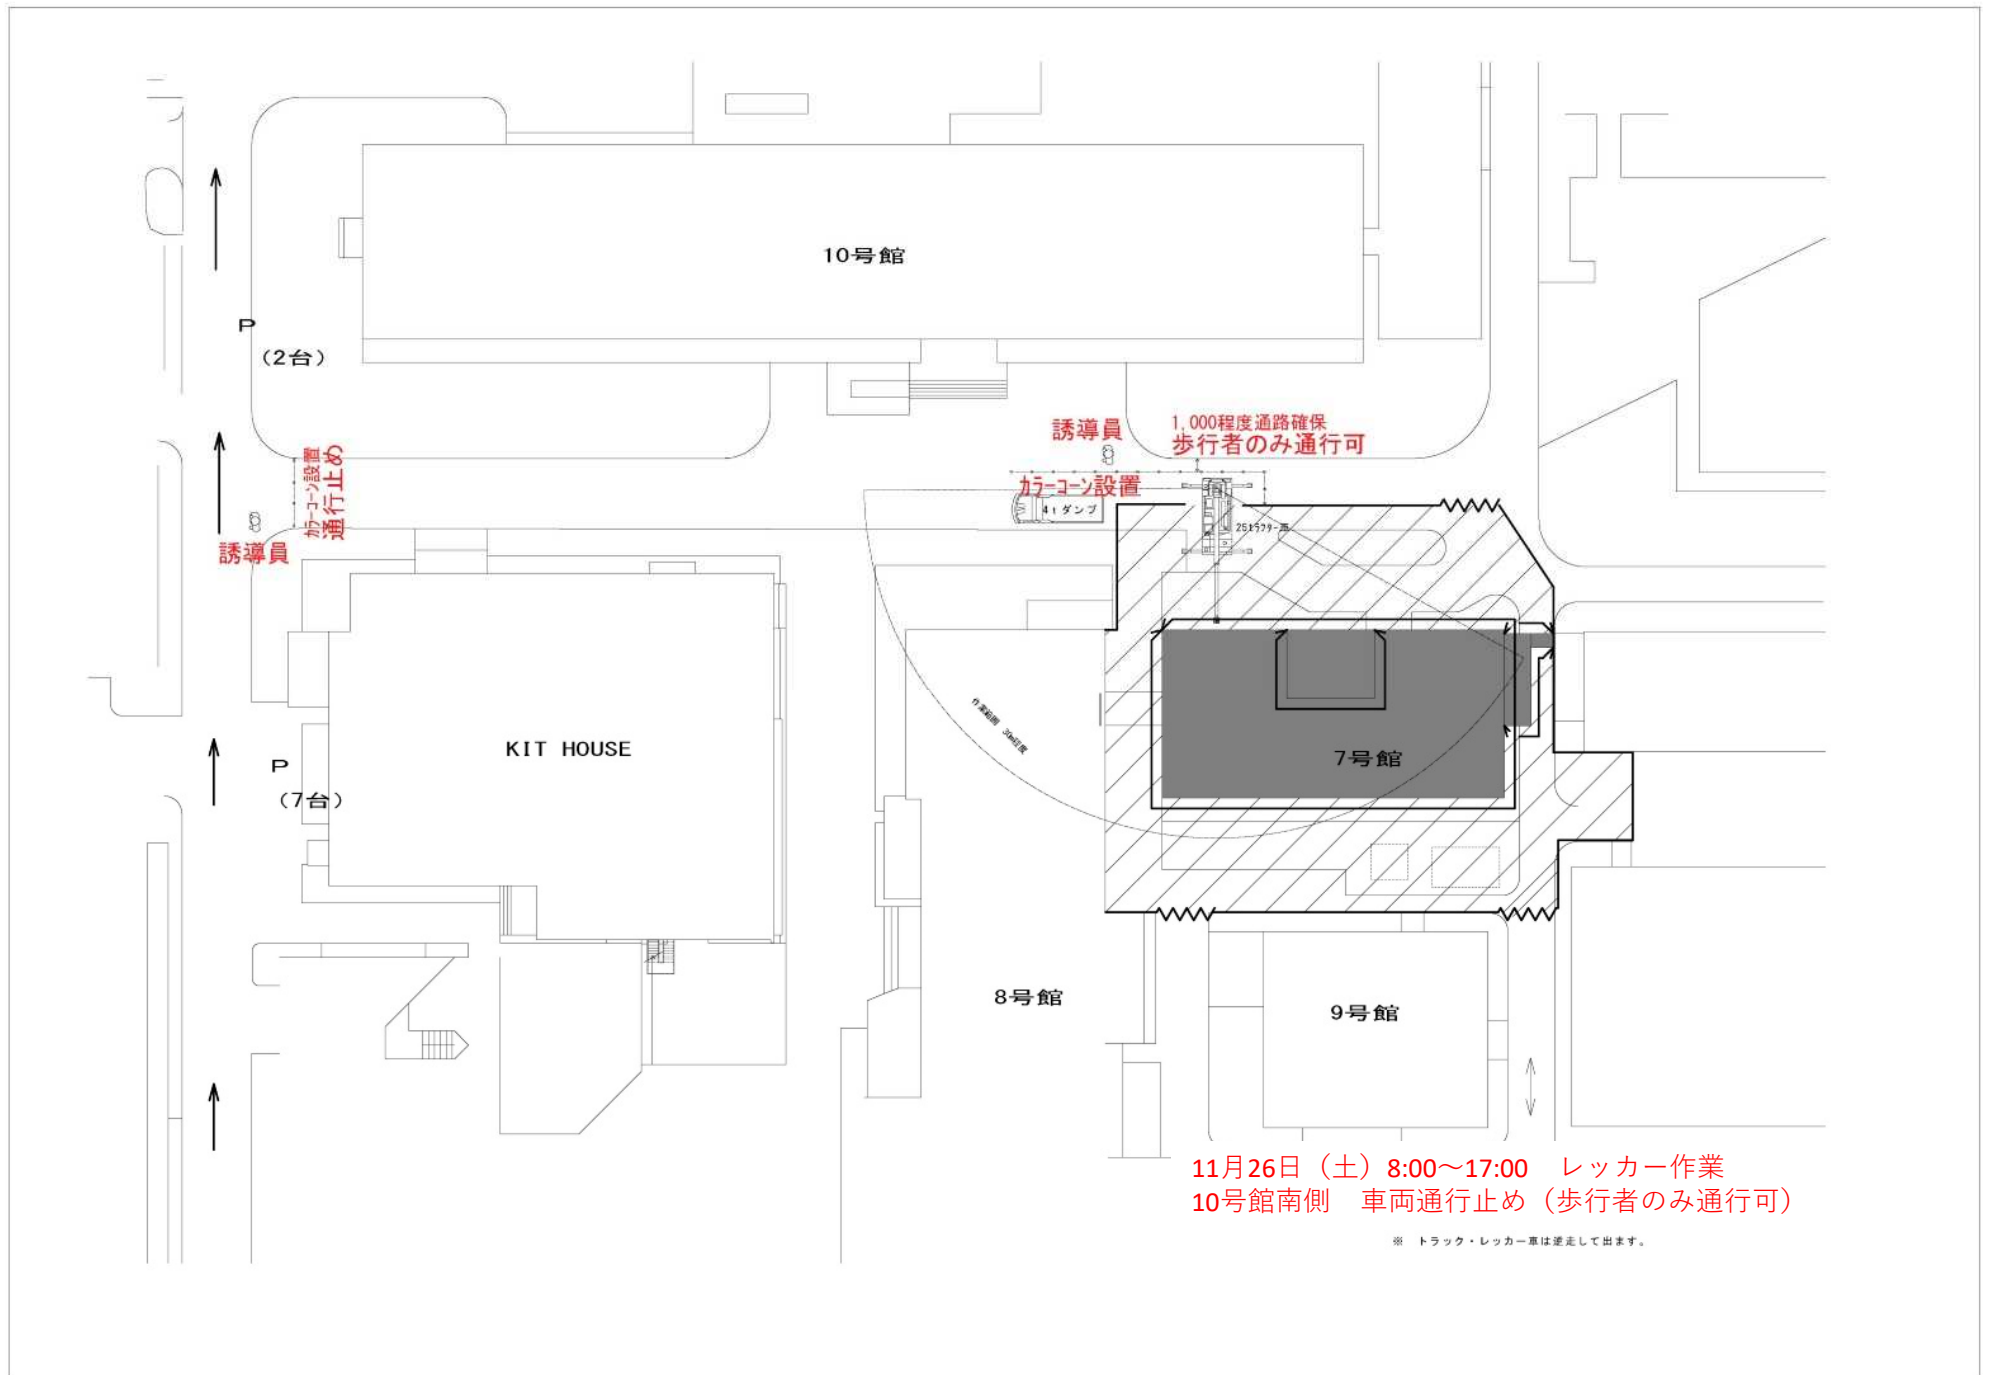 10号館
P
（2台）
誘導員
1,000程度通路確保
歩行者のみ通行可
カラーコーン設置
通行止め
カラーコーン設置
4tダンプ
誘導員
KIT HOUSE
P
（7台）
7号館
8号館
9号館
11月26日（土）8:00～17:00　レッカー作業
10号館南側　車両通行止め（歩行者のみ通行可）
※　トラック・レッカー車は逆走して出ます。